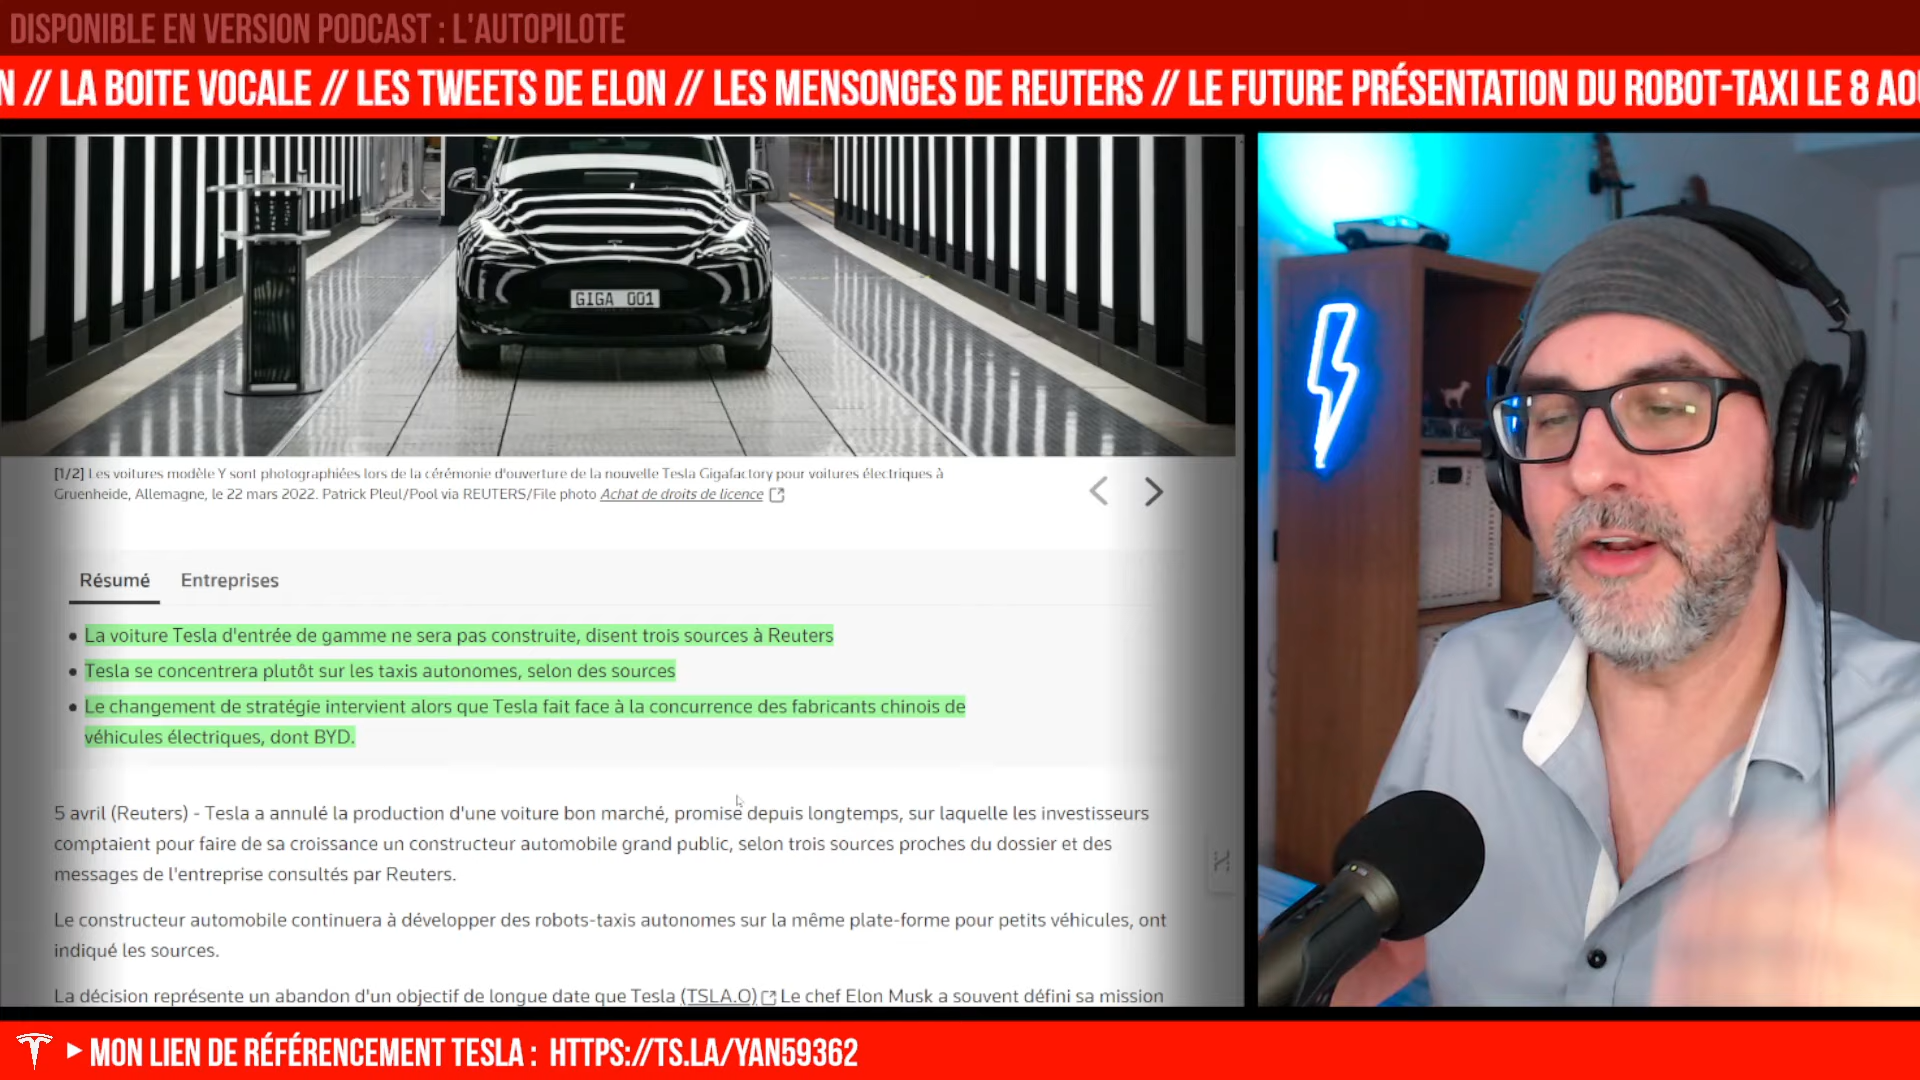 DISPONIBLE EN VERSION PODCAST : L'AUTOPILOTE
N // LA BOITE VOCALE // LES TWEETS DE ELON // LES MENSONGES DE REUTERS // LE FUTURE PRÉSENTATION DU ROBOT-TAXI LE 8 AO
GIGA 001
[1/2] Les voitures modèle Y sont photographiées lors de la cérémonie d'ouverture de la nouvelle Tesla Gigafactory pour voitures électriques à
Gruenheide, Allemagne, le 22 mars 2022. Patrick Pleul/Pool via REUTERS/File photo Achat de droits de licence
Résumé Entreprises
La voiture Tesla d'entrée de gamme ne sera pas construite, disent trois sources à Reuters
Tesla se concentrera plutôt sur les taxis autonomes, selon des sources
Le changement de stratégie intervient alors que Tesla fait face à la concurrence des fabricants chinois de
véhicules électriques, dont BYD.
5 avril (Reuters) - Tesla a annulé la production d'une voiture bon marché, promise depuis longtemps, sur laquelle les investisseurs
comptaient pour faire de sa croissance un constructeur automobile grand public, selon trois sources proches du dossier et des
messages de l'entreprise consultés par Reuters.
Le constructeur automobile continuera à développer des robots-taxis autonomes sur la même plate-forme pour petits véhicules, ont
indiqué les sources.
La décision représente un abandon d'un objectif de longue date que Tesla (TSLA.O) Le chef Elon Musk a souvent défini sa mission
MON LIEN DE RÉFÉRENCEMENT TESLA : HTTPS://TS.LA/YAN59362